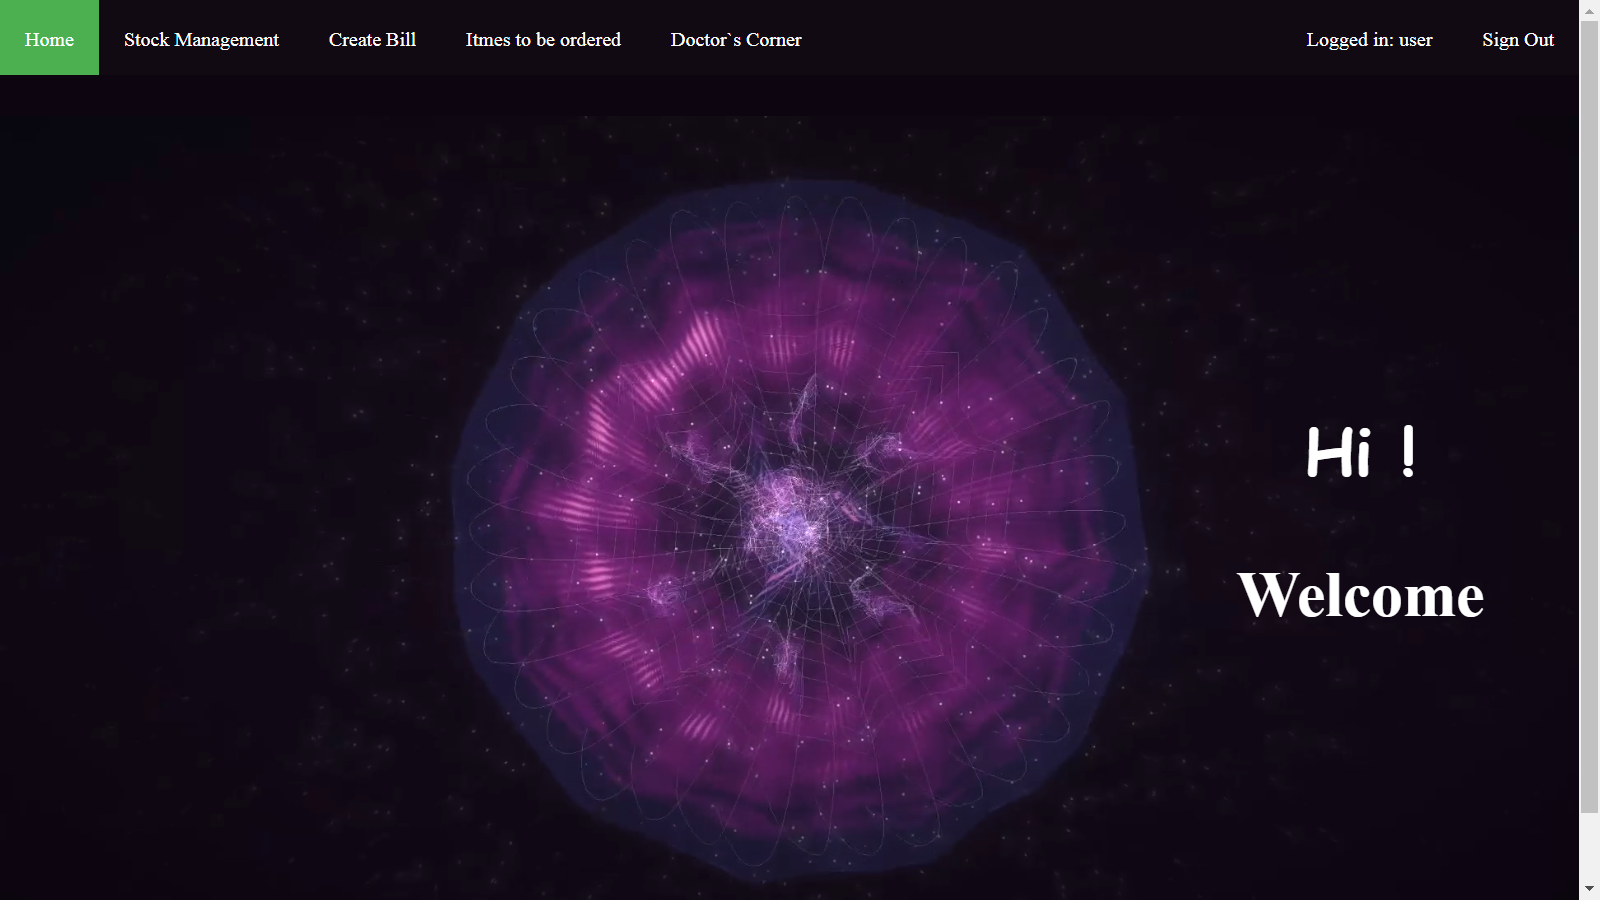 Home Stock Management Create Bill Itmes to be ordered Doctor`s Corner Logged in: user Sign Out
Hi !
Welcome